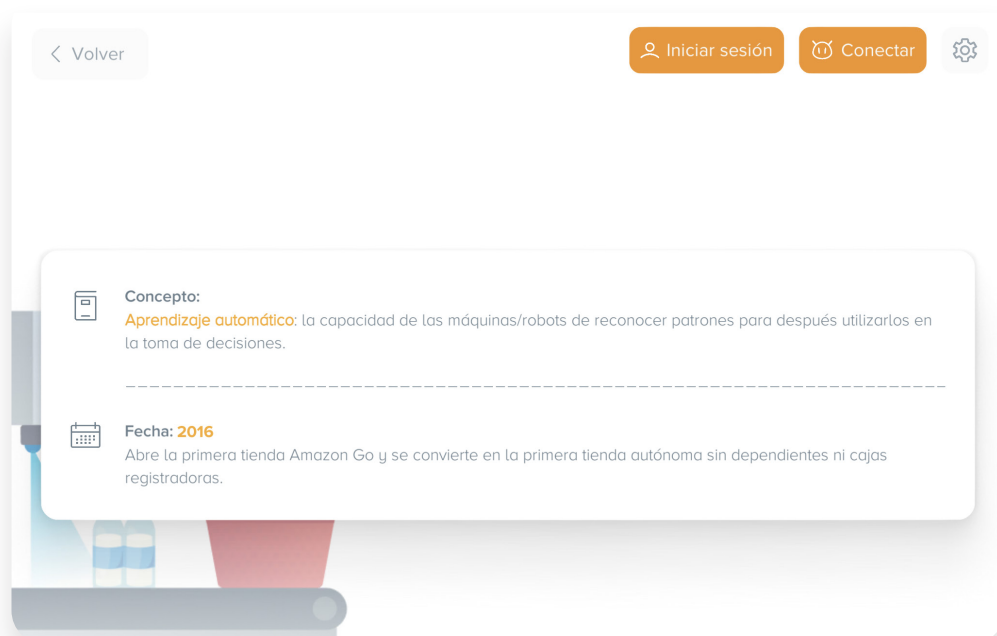 Volver
Iniciar sesión
Conectar
Concepto:
Aprendizaje automático: la capacidad de las máquinas/robots de reconocer patrones para después utilizarlos en
la toma de decisiones.
Fecha: 2016
Abre la primera tienda Amazon Go y se convierte en la primera tienda autónoma sin dependientes ni cajas
registradoras.